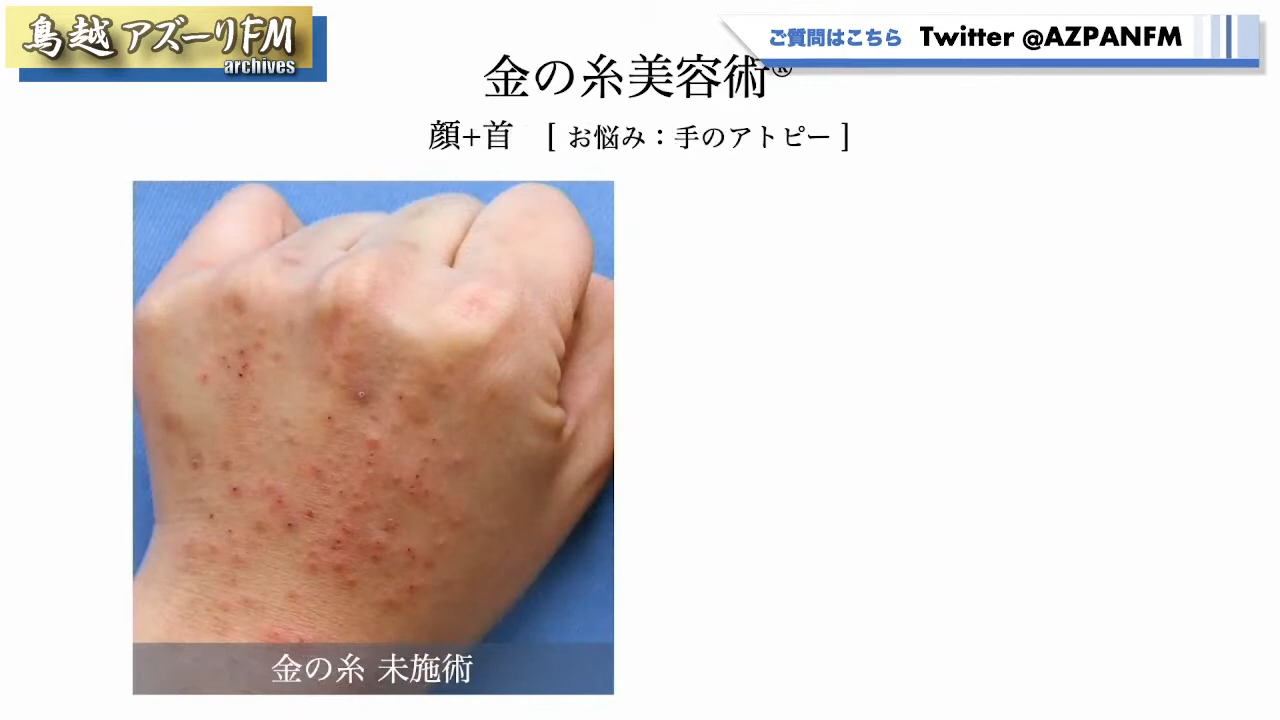 鳥越アズーリFM
archives
ご質問はこちら Twitter @AZPANFM
金の糸美容術®
顔+首 [ お悩み：手のアトピー ]
金の糸 未施術